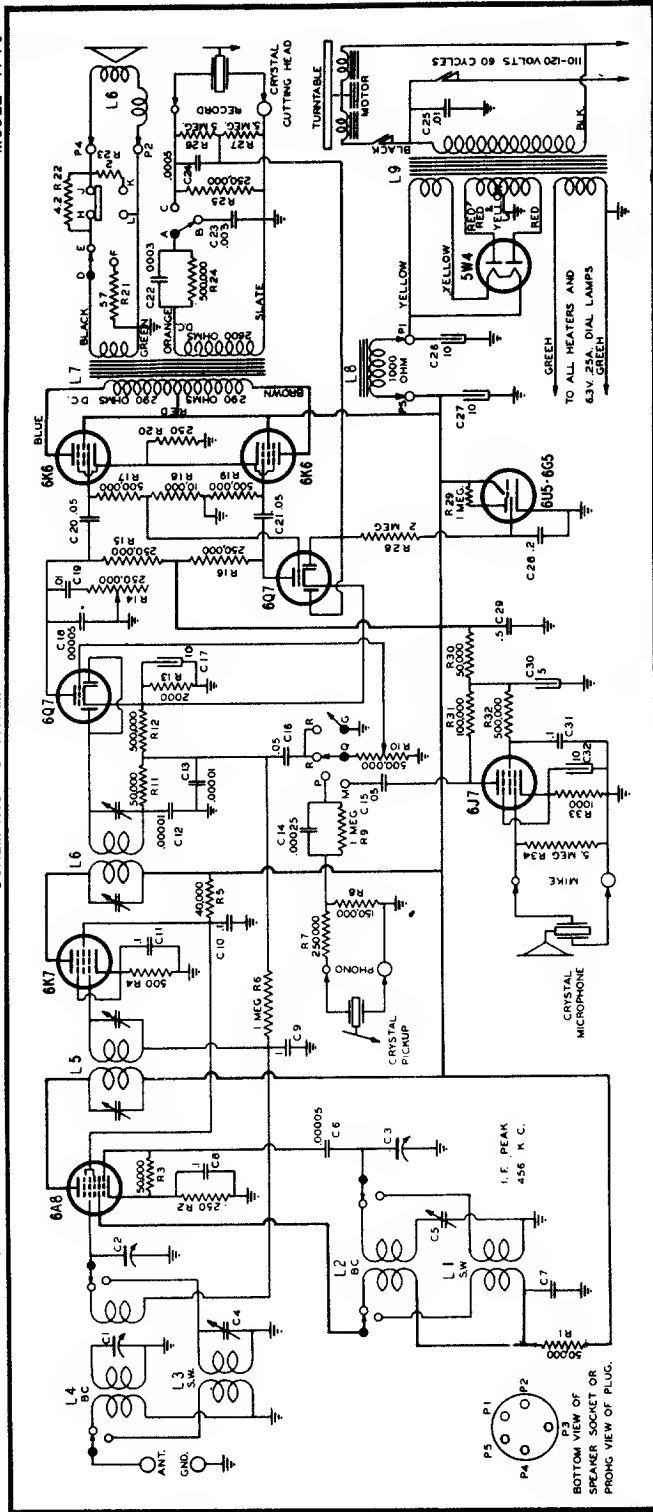 L4
BC
C1
ANT.
GND.
L3
S.W.
C4
C2
6A8
50,000
R3
.1
C8
250 R2
L5
6K7
500 R4
.1
C11
C10
.1
40,000
R5
1 MEG R6
.1
C9
L6
50,000
R11
.00001
C12
C13
.00001
500,000
R12
6Q7
C18
.00005
.01
C19
R14
250,000
R15
250,000
R16
250,000
2000
R13
10
C17
C20 .05
C21 .05
6Q7
6K6
6K6
BLUE
BROWN
R17
500,000
R18
10,000
R19
500,000
250
R20
L7
D.C.
290 OHMS
290 OHMS
D.C.
RED
BLACK
GREEN
57
R21
D
E
F
H
J
K
L
4.2 R22
R23
P4
P2
L6
ORANGE
D.C.
2600 OHMS
SLATE
C22
.0003
500,000
R24
A
B
C
C23
R25
250,000
.0005
C24
R26
R27
RECORD
CRYSTAL
CUTTING HEAD
C14
.00025
1 MEG
R9
R7
250,000
R8
150,000
PHONO
CRYSTAL
PICKUP
P
M
R
R
Q
G
.05
C16
R10
500,000
C15
.05
C6
.00005
C3
L2
BC
L1
S.W
C5
C7
R1
50,000
I.F. PEAK
456 K.C.
P5
P1
P4
P2
P3
BOTTOM VIEW OF
SPEAKER SOCKET OR
PRONG VIEW OF PLUG.
CRYSTAL
MICROPHONE
MIKE
5. MEG R34
6J7
1000
R33
10
C32
.1
C31
R32
500,000
R31
100,000
R30
50,000
.5 C29
C30
5
2 MEG
R28
R29
1 MEG.
6U5-6G5
C28 .2
L8
1000
OHM
P5
P1
C26
10
C27
10
YELLOW
YELLOW
5W4
RED
RED &
YELLOW
RED
L9
BLACK
BLK
C25
.01
TURNTABLE
MOTOR
110-120 VOLTS 60 CYCLES
GREEN
GREEN
TO ALL HEATERS AND
6.3V. .25A. DIAL LAMPS